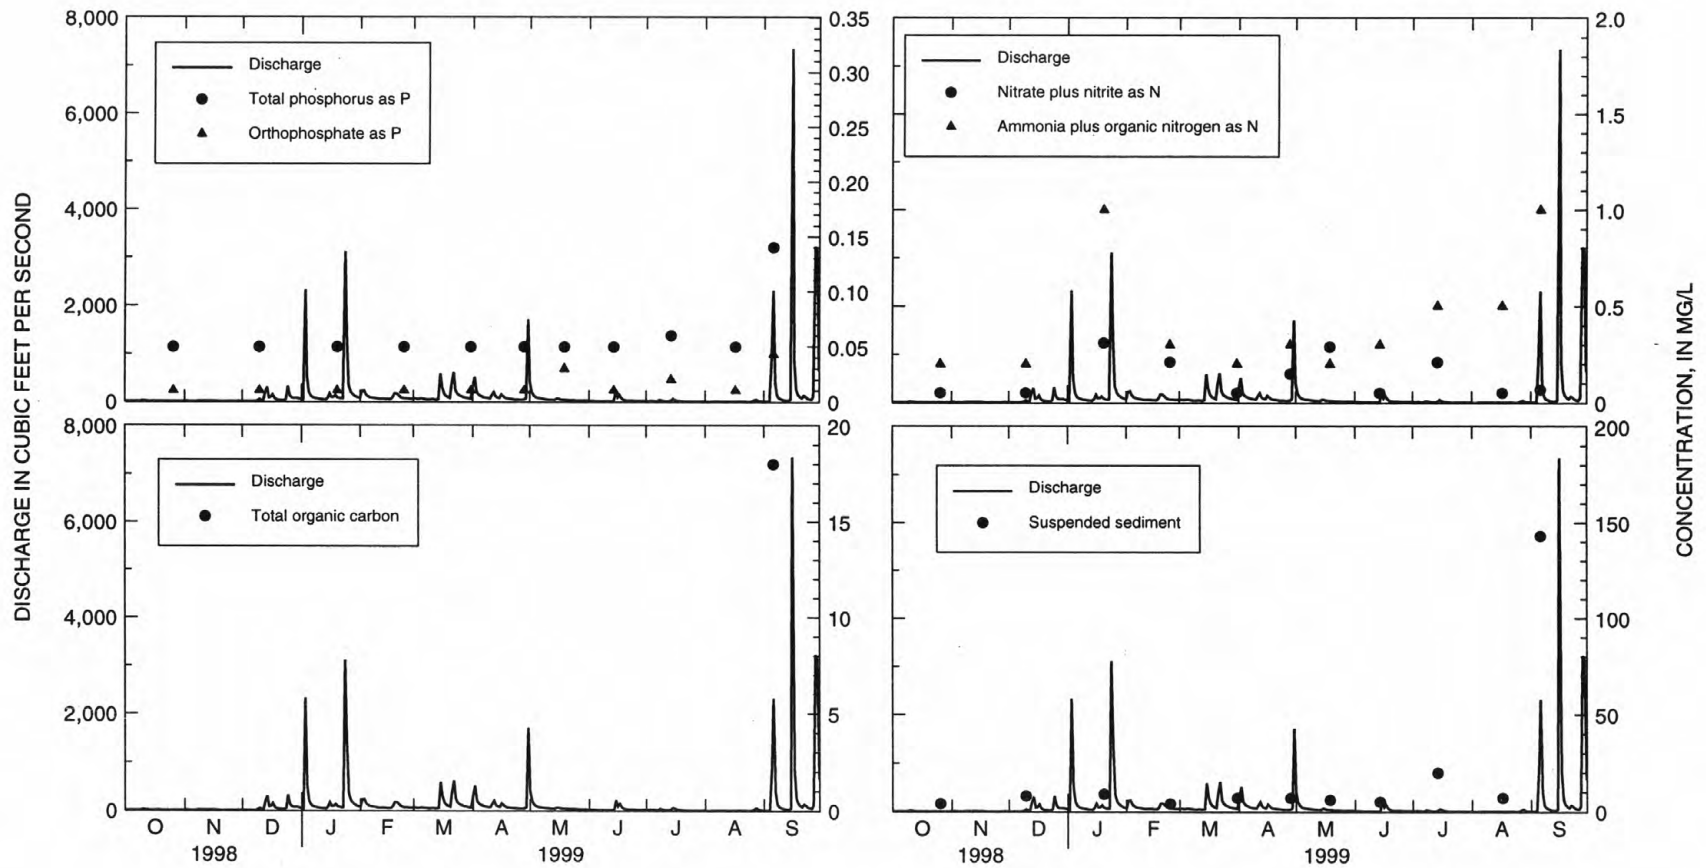 DISCHARGE IN CUBIC FEET PER SECOND
8,000
6,000
4,000
2,000
0
Discharge
Total phosphorus as P
Orthophosphate as P
0.35
0.30
0.25
0.20
0.15
0.10
0.05
0
Discharge
Nitrate plus nitrite as N
Ammonia plus organic nitrogen as N
2.0
1.5
1.0
0.5
0
8,000
6,000
4,000
2,000
0
Discharge
Total organic carbon
20
15
10
5
0
O N D J F M A M J J A S
1998 1999
Discharge
Suspended sediment
200
150
100
50
0
O N D J F M A M J J A S
1998 1999
CONCENTRATION, IN MG/L